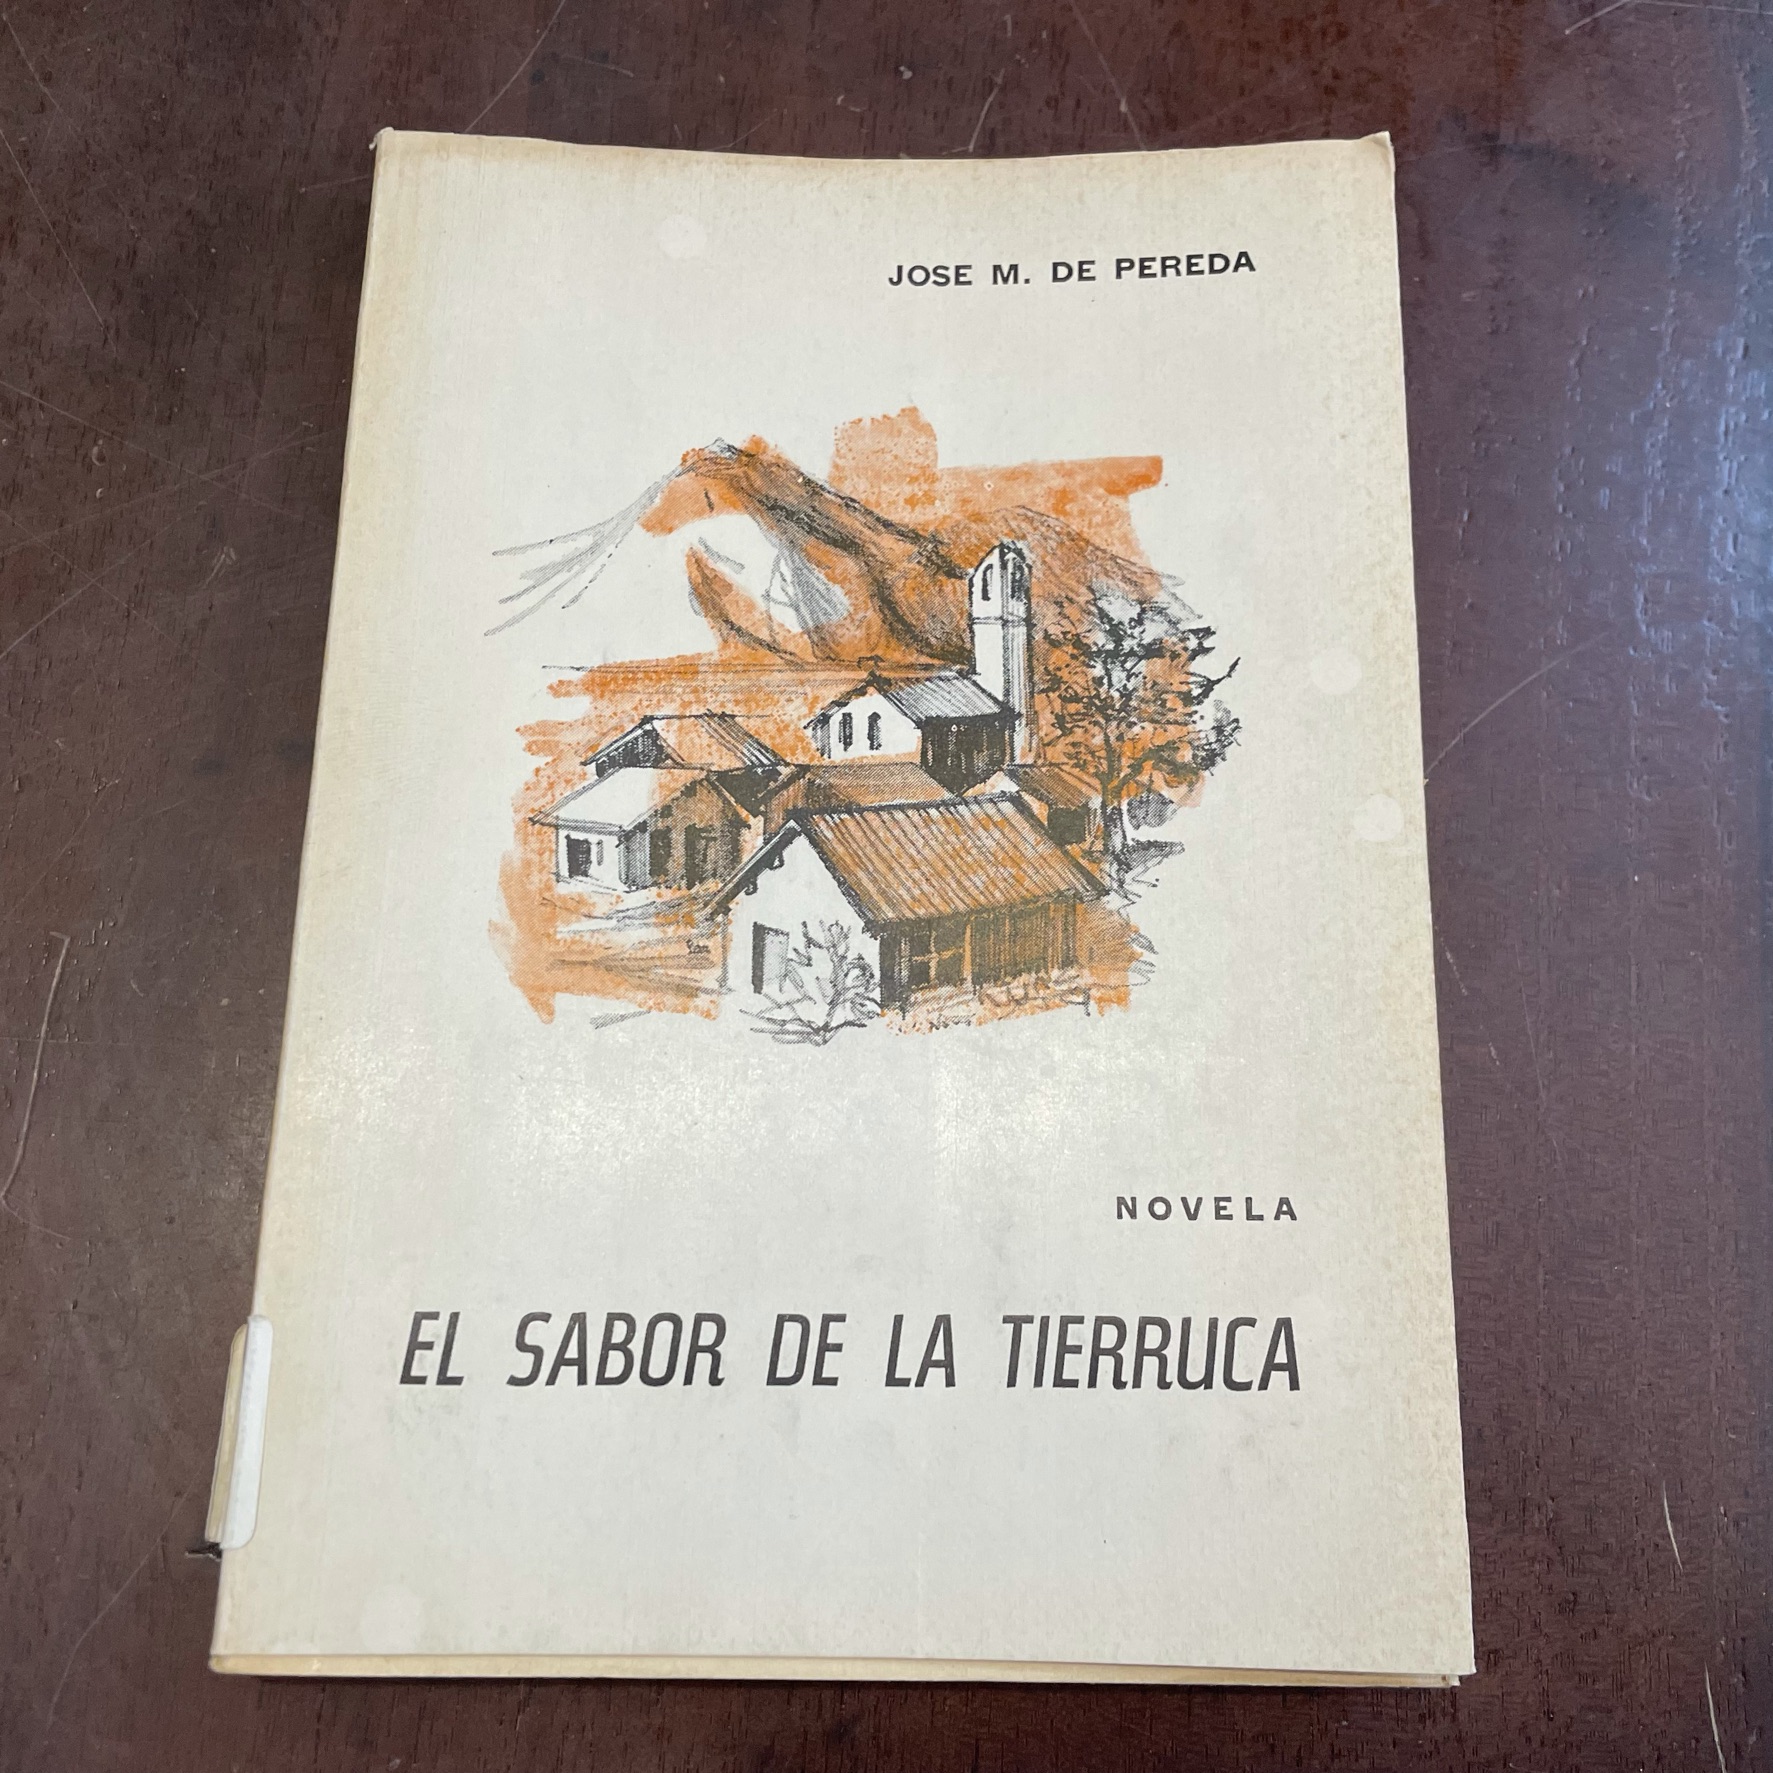 JOSE M. DE PEREDA
NOVELA
EL SABOR DE LA TIERRUCA